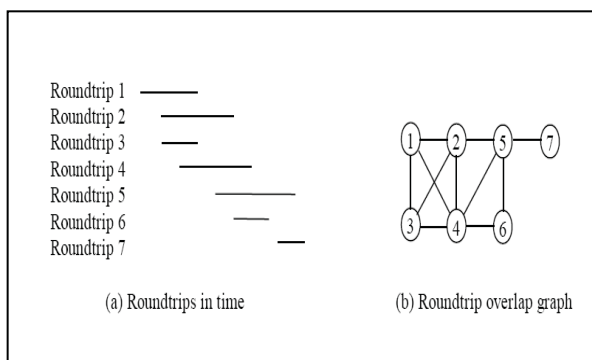 Roundtrip 1
Roundtrip 2
Roundtrip 3
Roundtrip 4
Roundtrip 5
Roundtrip 6
Roundtrip 7
(a) Roundtrips in time
1 2 5 7
3 4 6
(b) Roundtrip overlap graph